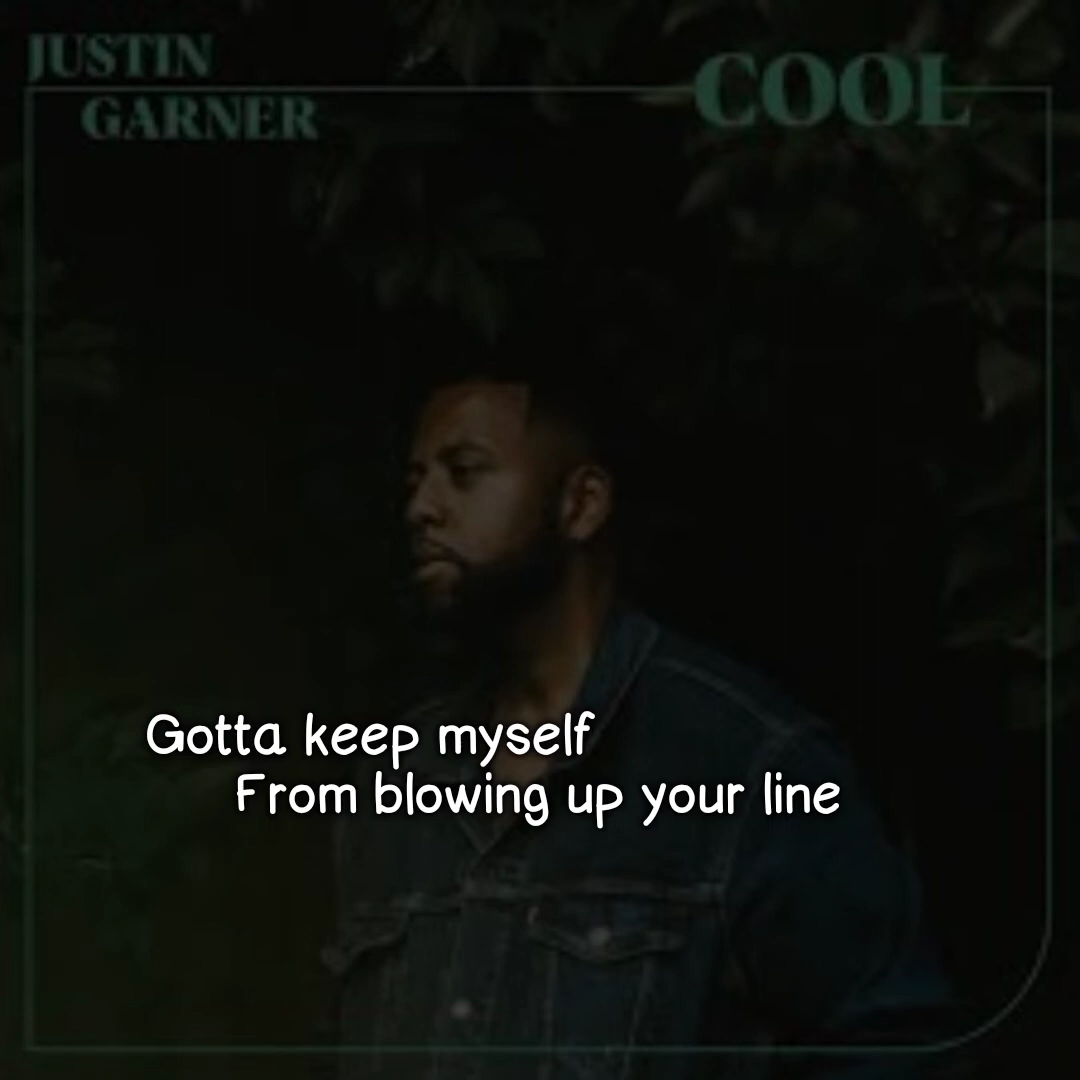 JUSTIN
GARNER
COOL
Gotta keep myself
From blowing up your line